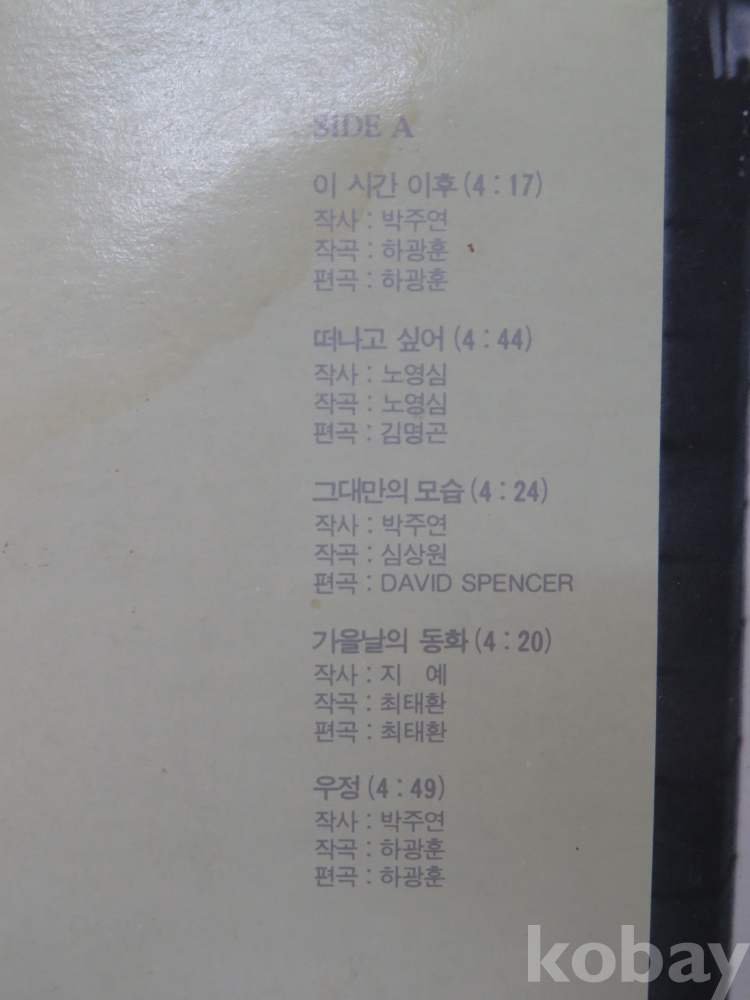 SIDE A
이 시간 이후 (4 : 17)
작사 : 박주연
작곡 : 하광훈
편곡 : 하광훈
떠나고 싶어 (4 : 44)
작사 : 노영심
작곡 : 노영심
편곡 : 김명곤
그대만의 모습 (4 : 24)
작사 : 박주연
작곡 : 심상원
편곡 : DAVID SPENCER
가을날의 동화 (4 : 20)
작사 : 지 예
작곡 : 최태환
편곡 : 최태환
우정 (4 : 49)
작사 : 박주연
작곡 : 하광훈
편곡 : 하광훈
kobay